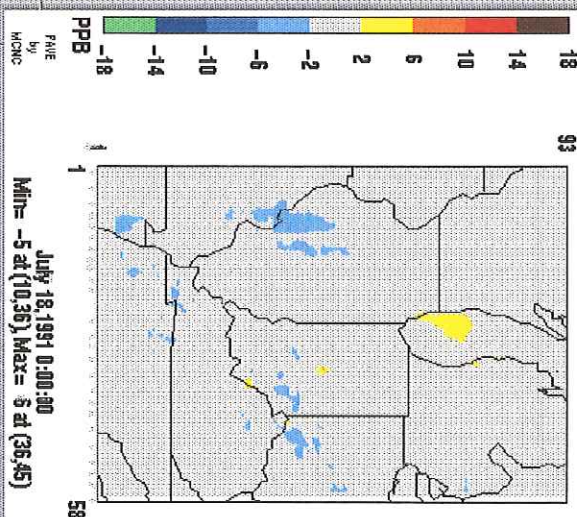 PPB
18
14
10
6
2
-2
-6
-10
-14
-18
PAVE
by
MCNC
93
1
58
July 18,1991 0:00:00
Min= -5 at (10,36), Max= 6 at (36,45)